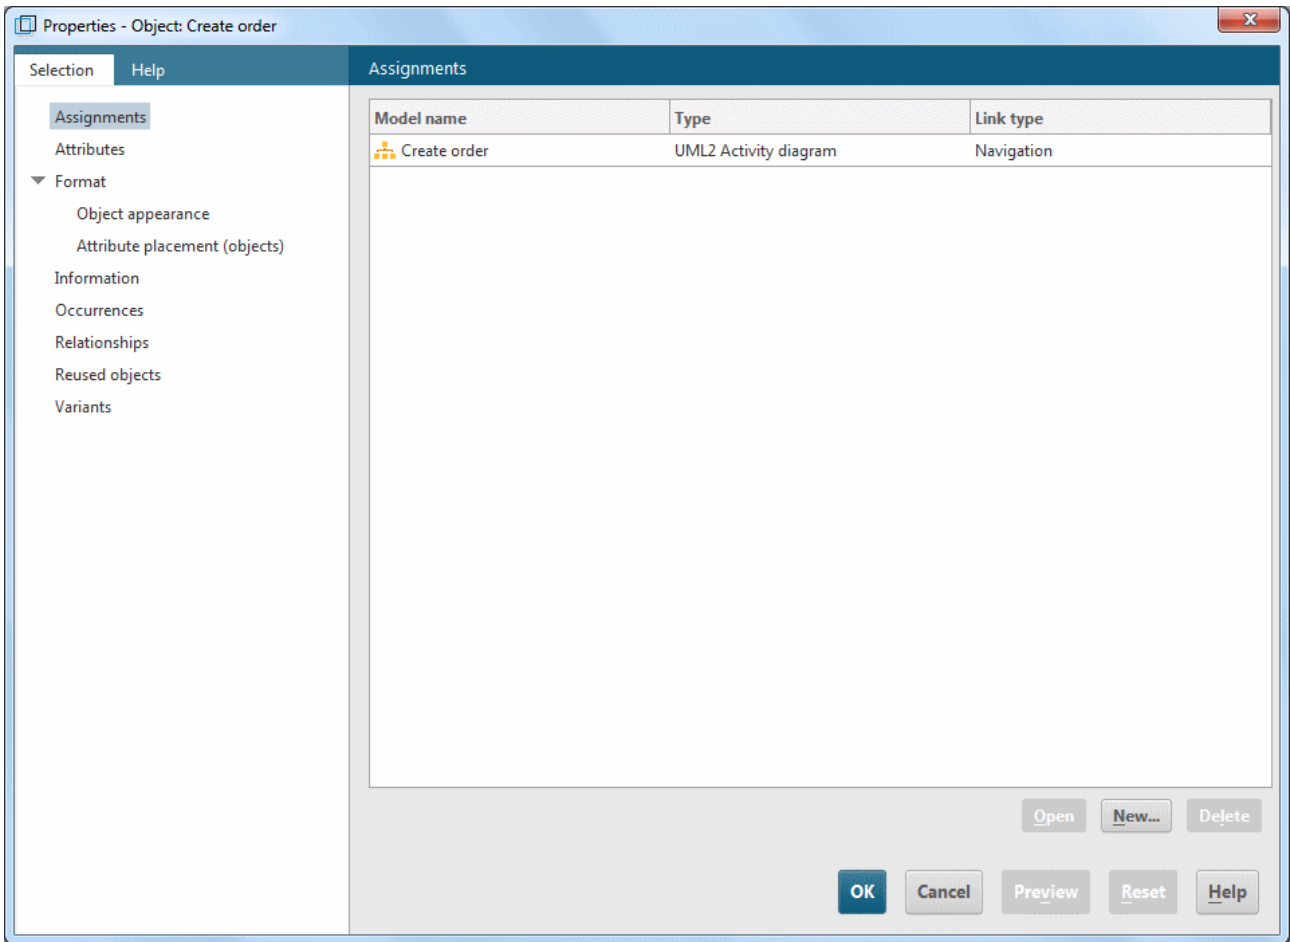 Properties - Object: Create order
Selection Help
Assignments
Assignments
Attributes
Format
Object appearance
Attribute placement (objects)
Information
Occurrences
Relationships
Reused objects
Variants
Model name Type Link type
Create order UML2 Activity diagram Navigation
Open New... Delete
OK Cancel Preview Reset Help